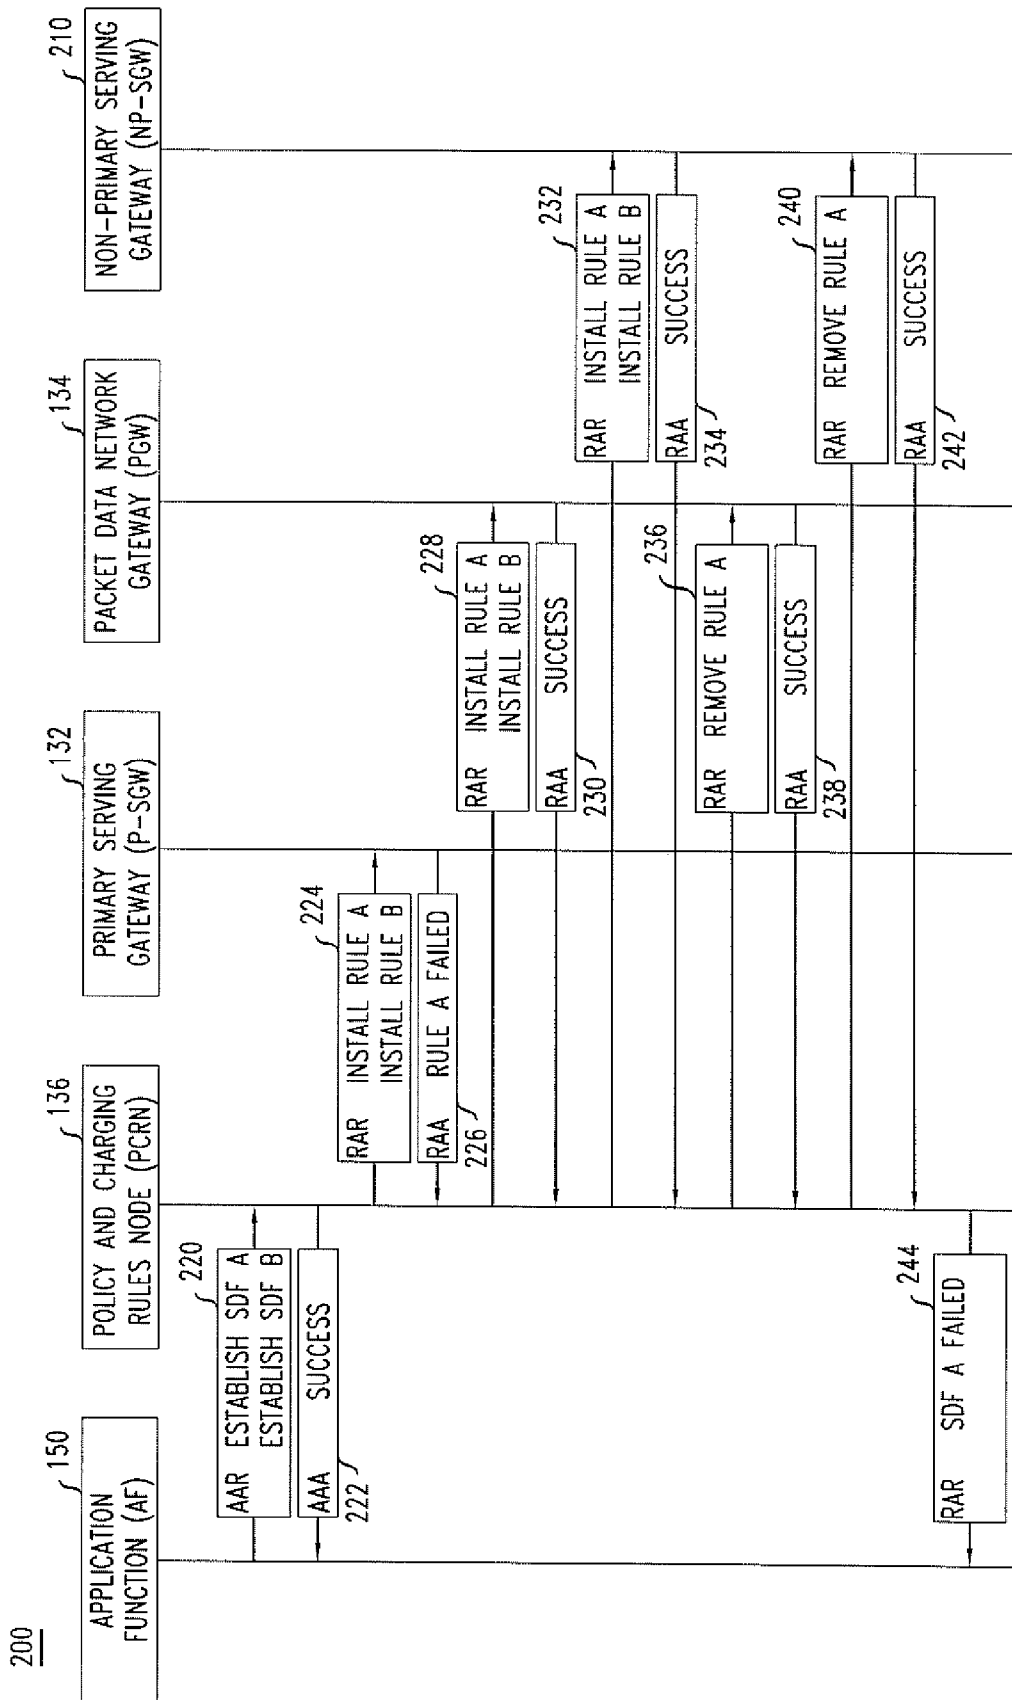 200
150
APPLICATION
FUNCTION (AF)
136
POLICY AND CHARGING
RULES NODE (PCRN)
132
PRIMARY SERVING
GATEWAY (P-SGW)
134
PACKET DATA NETWORK
GATEWAY (PGW)
210
NON-PRIMARY SERVING
GATEWAY (NP-SGW)
220
AAR ESTABLISH SDF A
ESTABLISH SDF B
AAA SUCCESS
222
224
RAR INSTALL RULE A
INSTALL RULE B
RAA RULE A FAILED
226
228
RAR INSTALL RULE A
INSTALL RULE B
RAA SUCCESS
230
232
RAR INSTALL RULE A
INSTALL RULE B
RAA SUCCESS
234
236
RAR REMOVE RULE A
RAA SUCCESS
238
240
RAR REMOVE RULE A
RAA SUCCESS
242
244
RAR SDF A FAILED